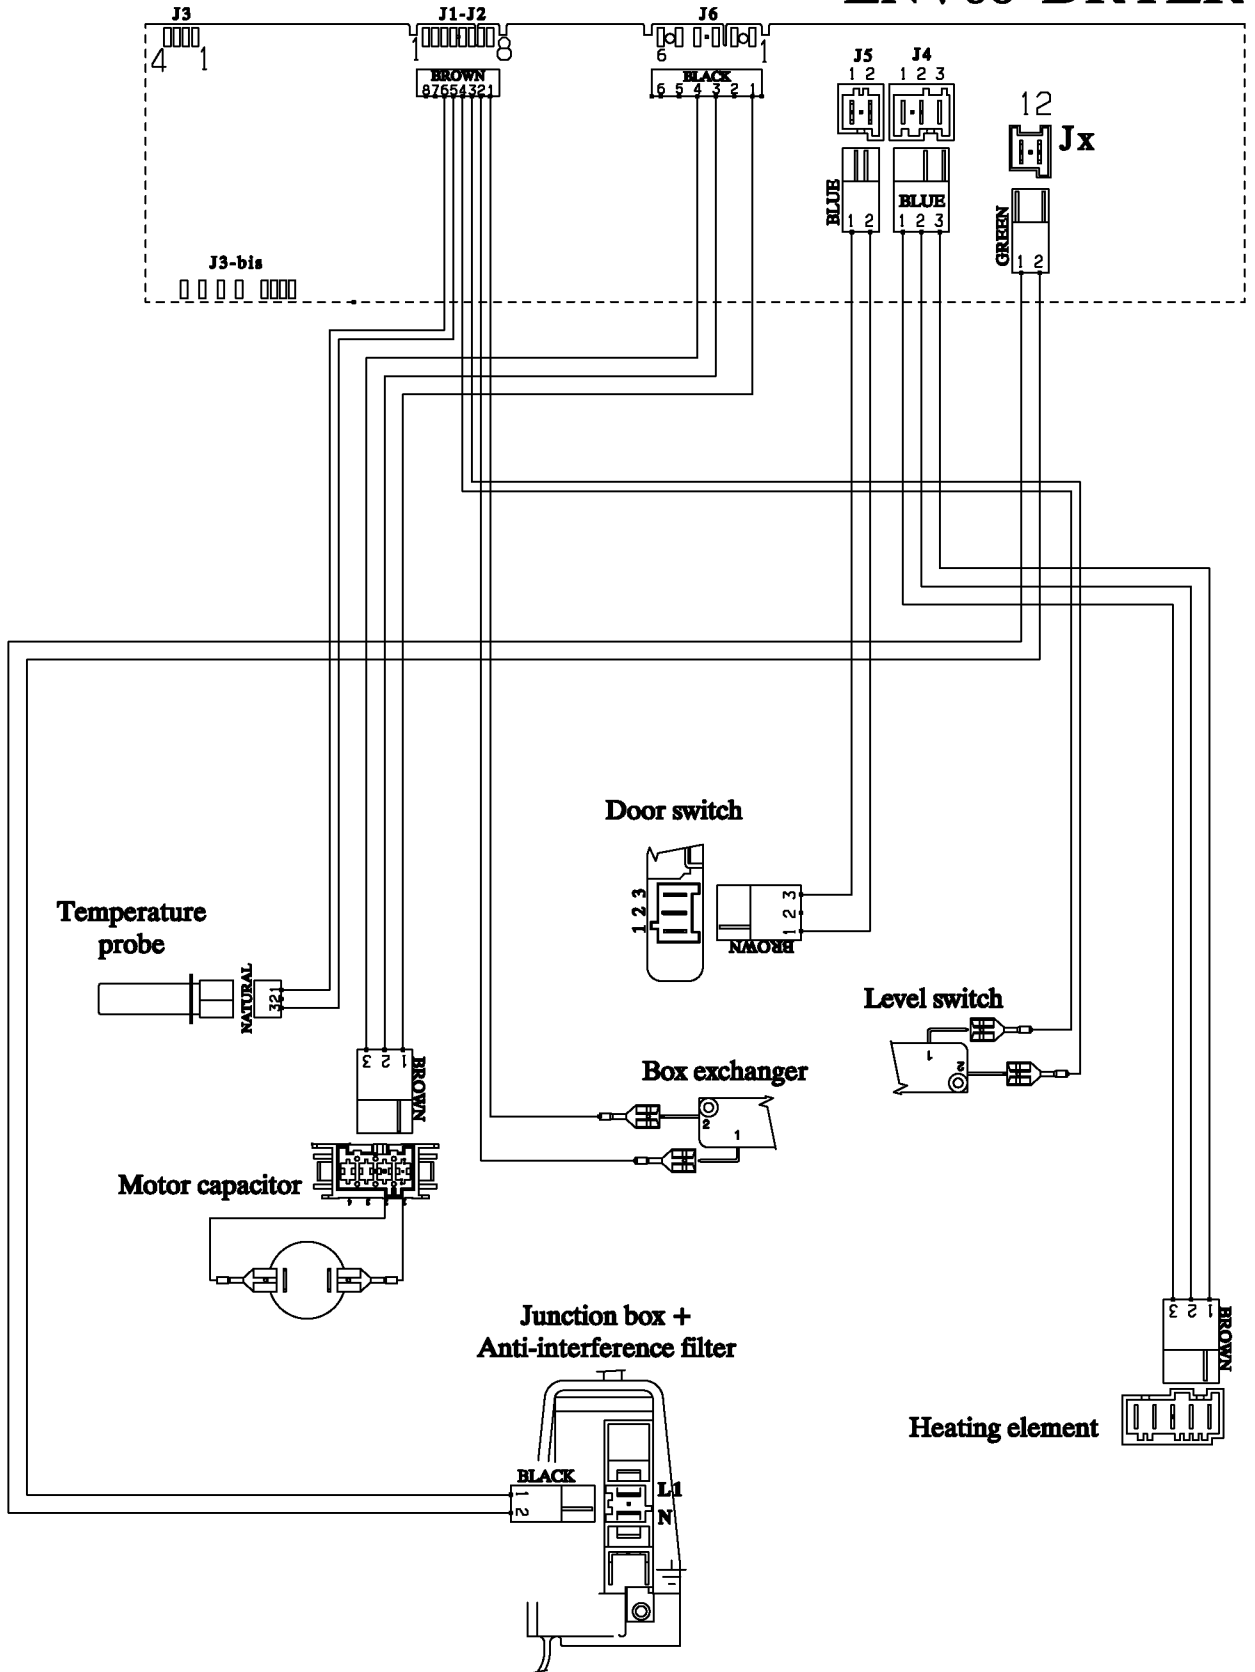 J3
J1-J2
J6
4 1
1 8
6 1
J5
J4
1 2
1 2 3
12
Jx
BROWN
87654321
BLACK
6 5 4 3 2 1
BLUE
1 2
BLUE
1 2 3
GREEN
1 2
J3-bis
Door switch
1 2 3
3
2
1
BROWN
Temperature
probe
NATURAL
321
Level switch
1
2
3 2 1
BROWN
Box exchanger
2
1
Motor capacitor
Junction box +
Anti-interference filter
BLACK
1
2
L1
N
3 2 1
BROWN
Heating element